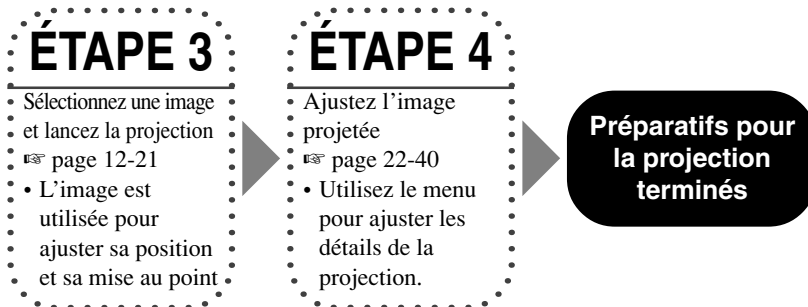 ÉTAPE 3
Sélectionnez une image
et lancez la projection
☞ page 12-21
• L’image est
utilisée pour
ajuster sa position
et sa mise au point
ÉTAPE 4
Ajustez l’image
projetée
☞ page 22-40
• Utilisez le menu
pour ajuster les
détails de la
projection.
Préparatifs pour
la projection
terminés